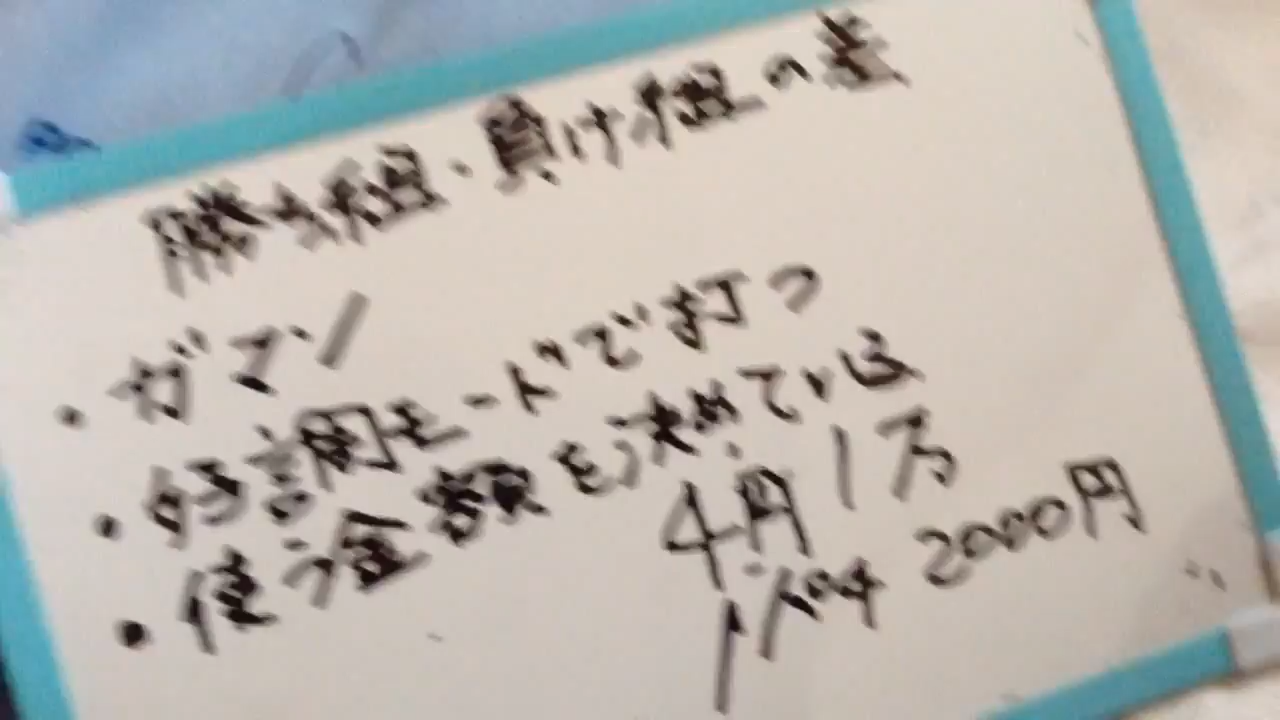 勝ち組・負け組の差
・ガマン
・好調モードで打つ
・使う金額を決めている
4円 1万
1パチ 2000円